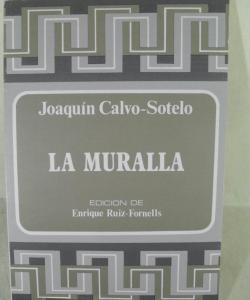 Joaquín Calvo-Sotelo
LA MURALLA
EDICION DE
Enrique Ruiz-Fornells